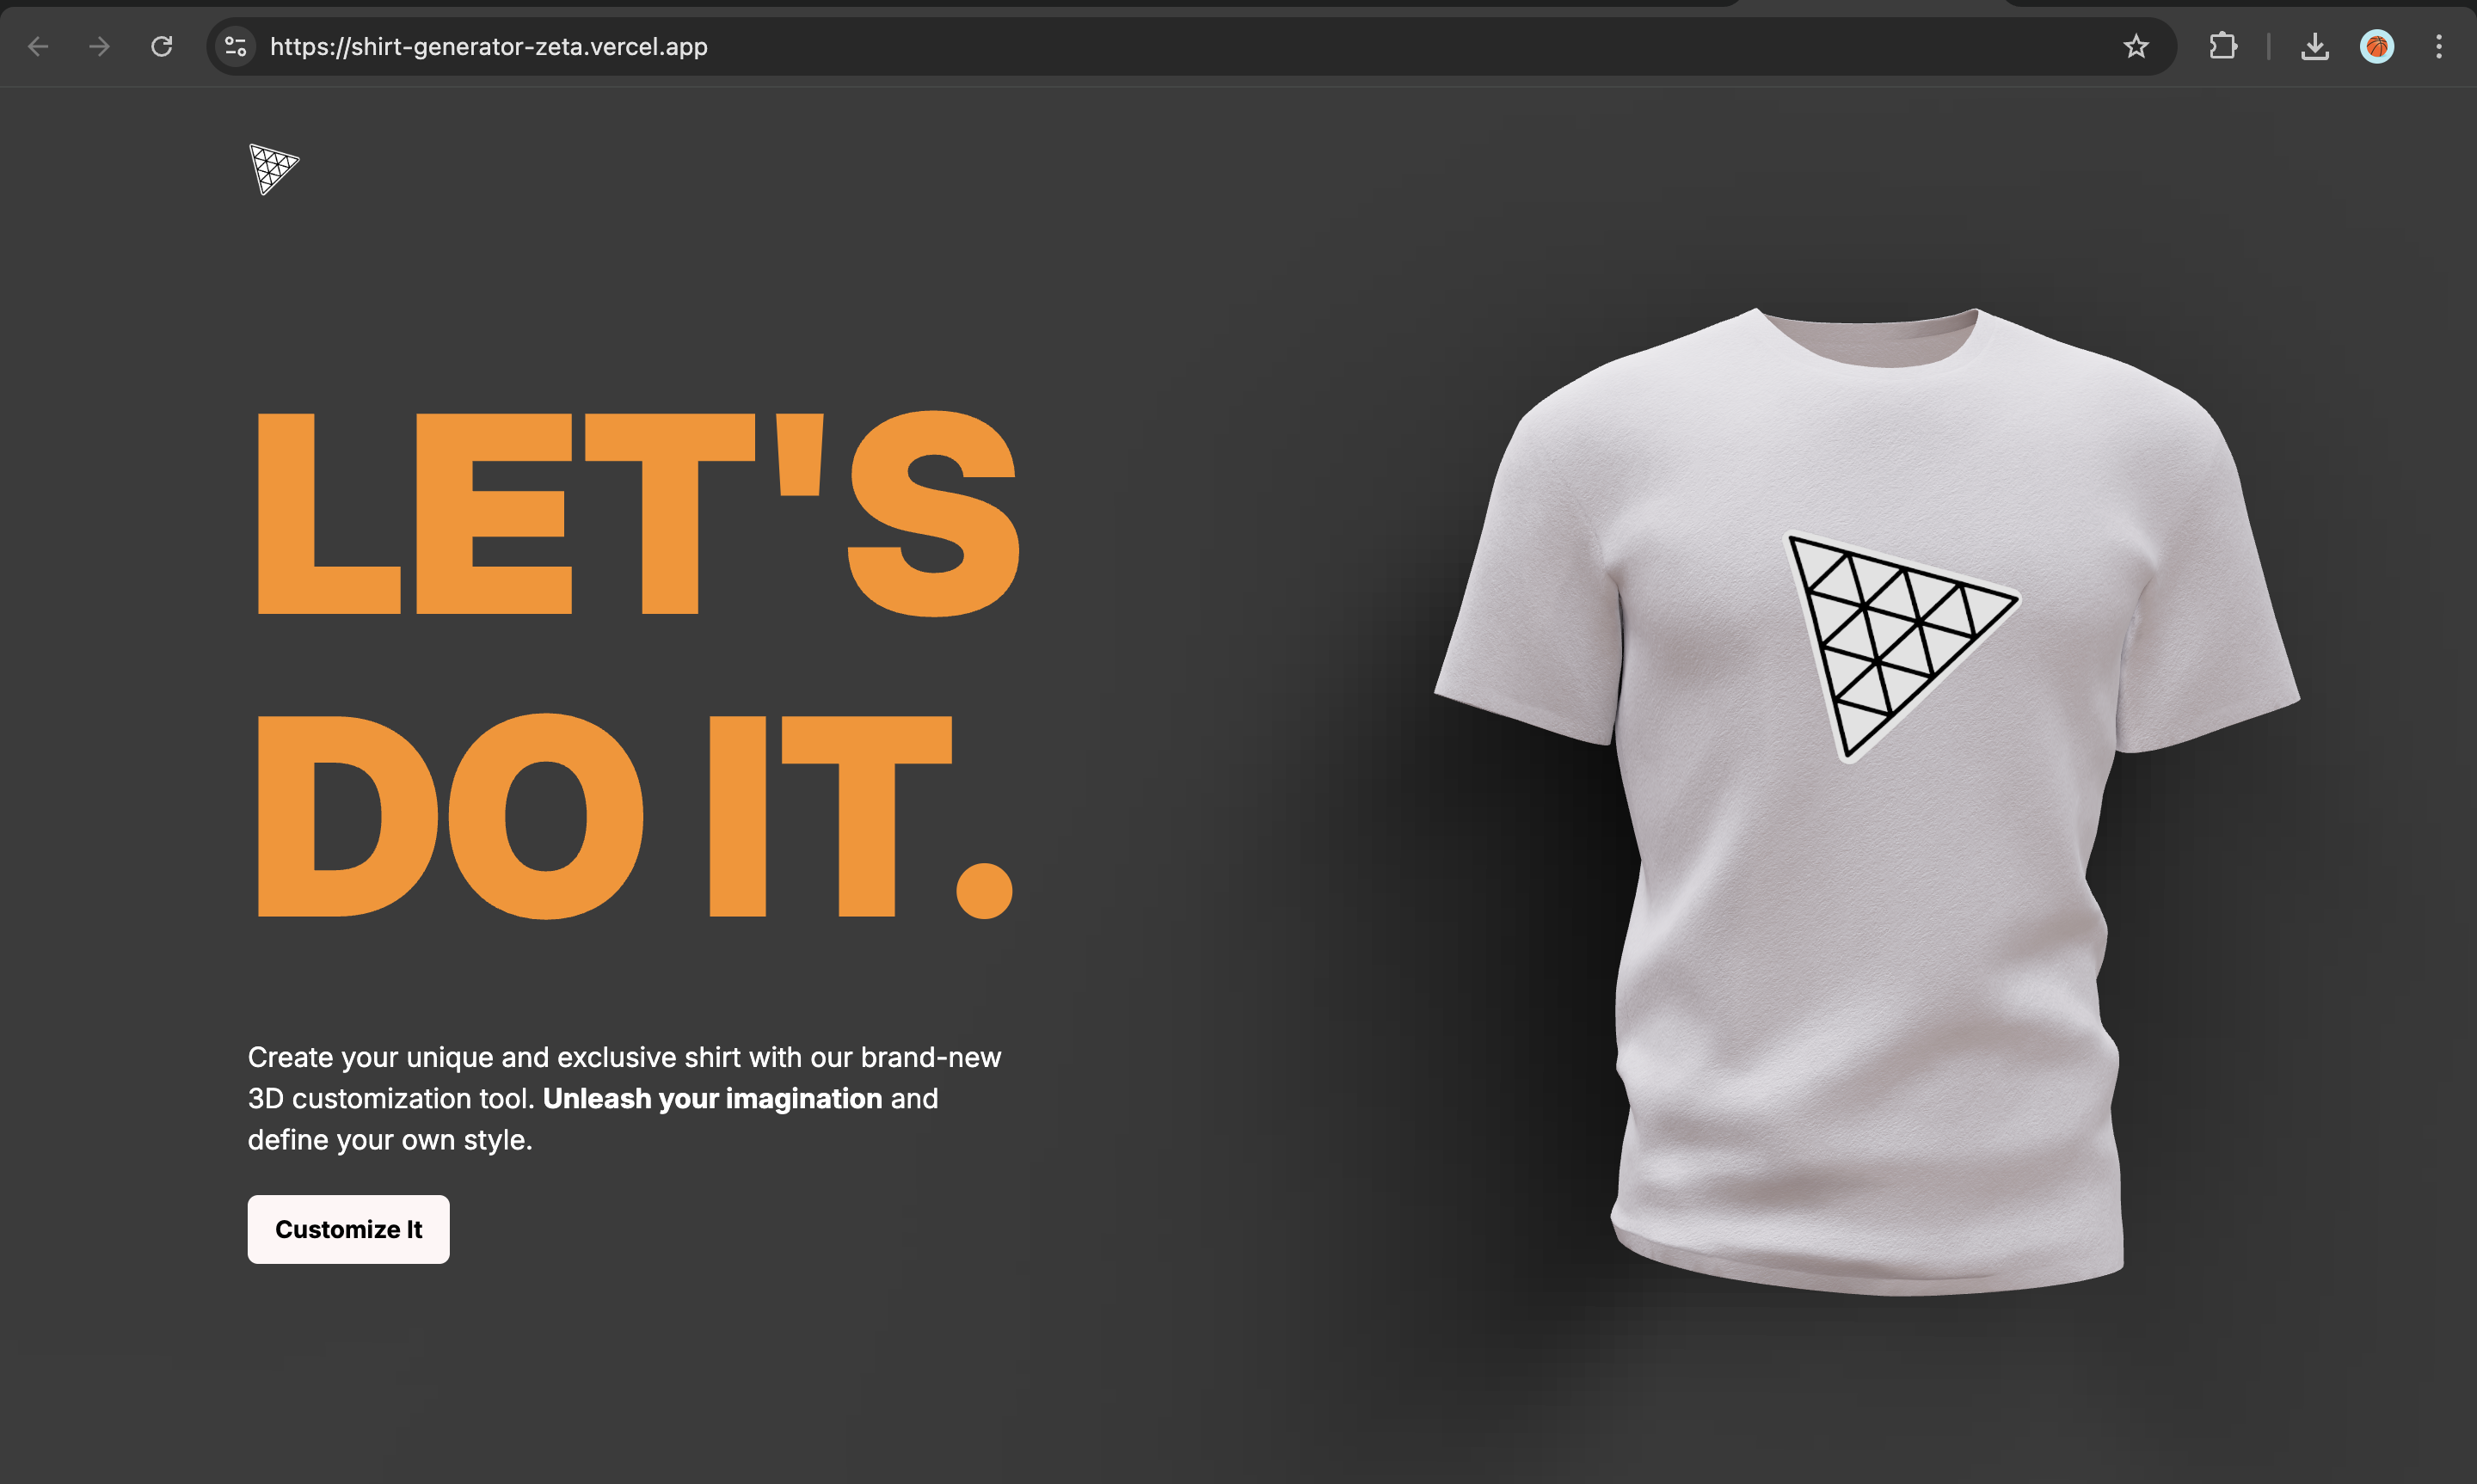 https://shirt-generator-zeta.vercel.app
LET'S
DO IT.
Create your unique and exclusive shirt with our brand-new
3D customization tool. Unleash your imagination and
define your own style.
Customize It